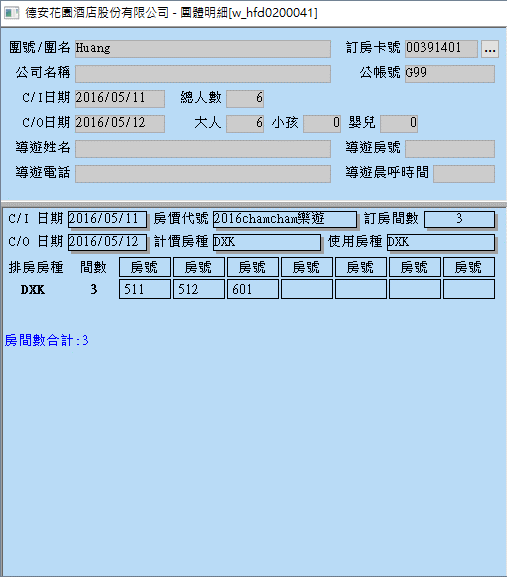 德安花園酒店股份有限公司 - 團體明細[w_hfd0200041]
團號/團名 Huang 訂房卡號 00391401 ...
公司名稱 公帳號 G99
C/I日期 2016/05/11 總人數 6
C/O日期 2016/05/12 大人 6 小孩 0 嬰兒 0
導遊姓名 導遊房號
導遊電話 導遊晨呼時間
C/I 日期 2016/05/11 房價代號 2016chamcham樂遊 訂房間數 3
C/O 日期 2016/05/12 計價房種 DXK 使用房種 DXK
排房房種 間數 房號 房號 房號 房號 房號 房號 房號
DXK 3 511 512 601
房間數合計:3